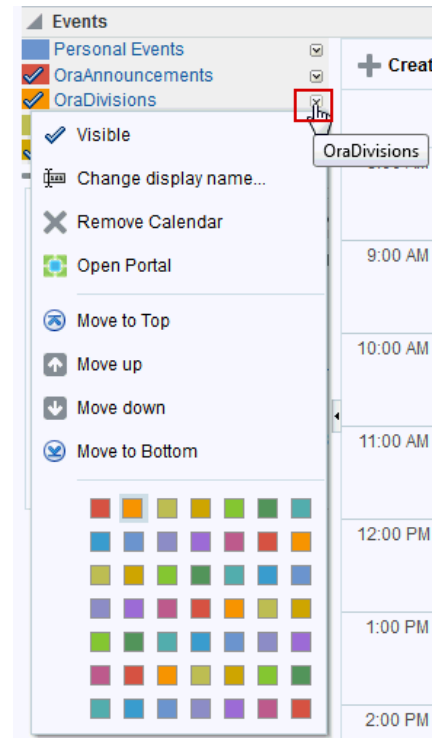 Events
Personal Events
OraAnnouncements
OraDivisions
Creat
Visible
OraDivisions
Change display name...
Remove Calendar
Open Portal
9:00 AM
Move to Top
10:00 AM
Move up
Move down
11:00 AM
Move to Bottom
12:00 PM
1:00 PM
2:00 PM